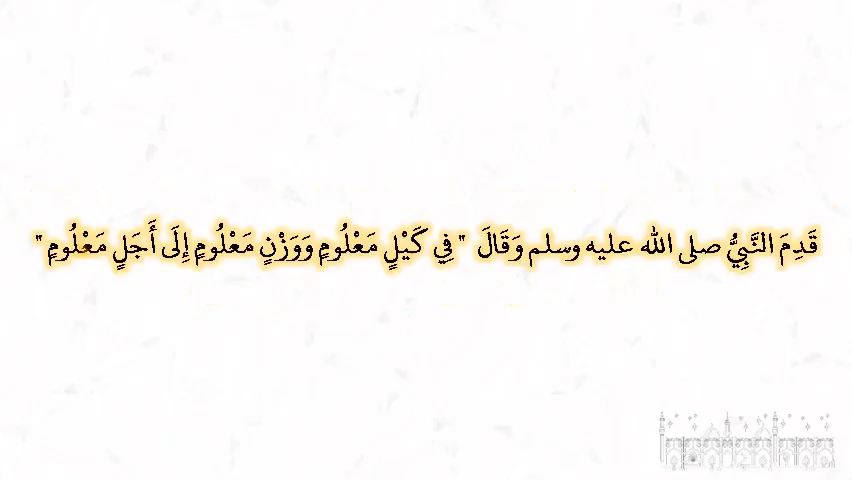 قَدِمَ النَّبِيُّ صلى الله عليه وسلم وَقَالَ ‏"‏ فِي كَيْلٍ مَعْلُومٍ وَوَزْنٍ مَعْلُومٍ إِلَى أَجَلٍ مَعْلُومٍ ‏"‏